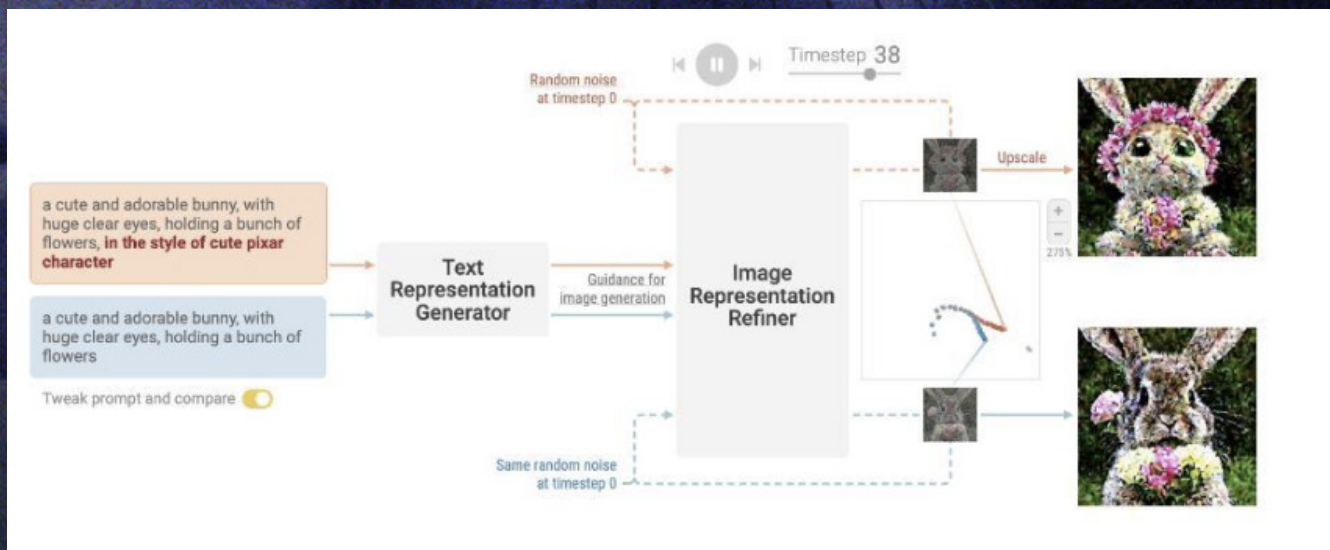 Timestep 38
Random noise
at timestep 0
Upscale
a cute and adorable bunny, with
huge clear eyes, holding a bunch of
flowers, in the style of cute pixar
character
+
−
275%
Text
Representation
Generator
Guidance for
image generation
Image
Representation
Refiner
a cute and adorable bunny, with
huge clear eyes, holding a bunch of
flowers
Tweak prompt and compare
Same random noise
at timestep 0